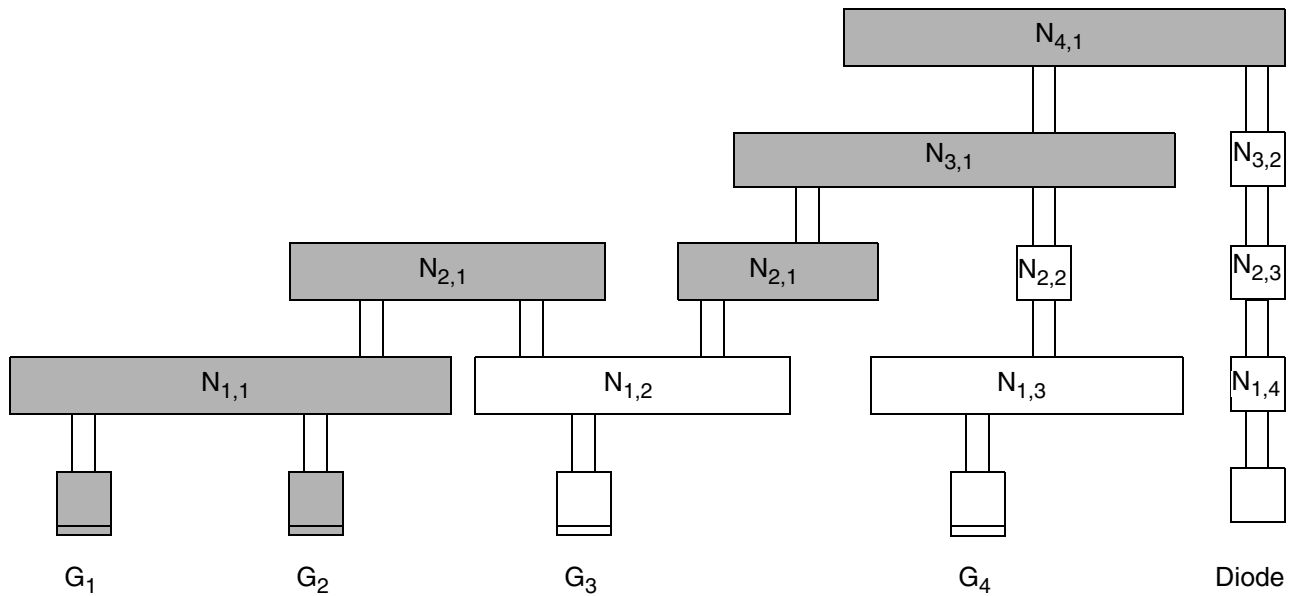 N4,1
N3,1 N3,2
N2,1 N2,1 N2,2 N2,3
N1,1 N1,2 N1,3 N1,4
G1 G2 G3 G4 Diode